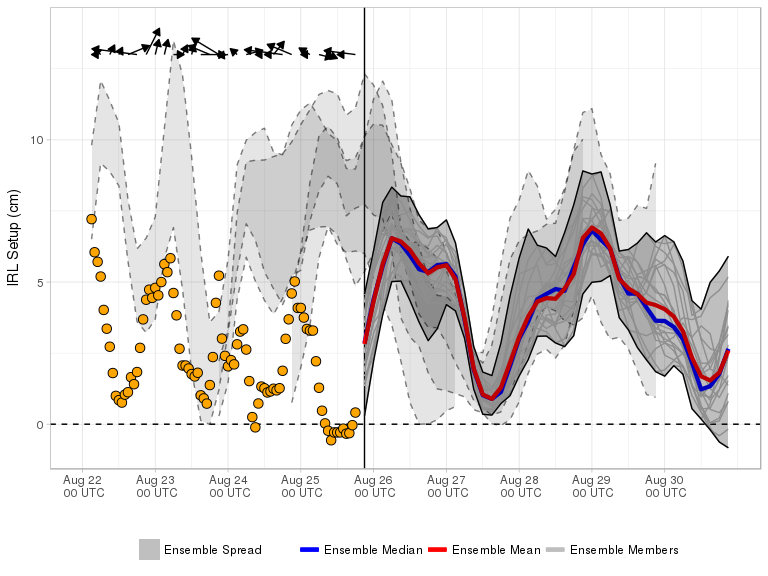 10
5
0
IRL Setup (cm)
Aug 22 Aug 23 Aug 24 Aug 25 Aug 26 Aug 27 Aug 28 Aug 29 Aug 30
00 UTC 00 UTC 00 UTC 00 UTC 00 UTC 00 UTC 00 UTC 00 UTC 00 UTC
Ensemble Spread Ensemble Median Ensemble Mean Ensemble Members